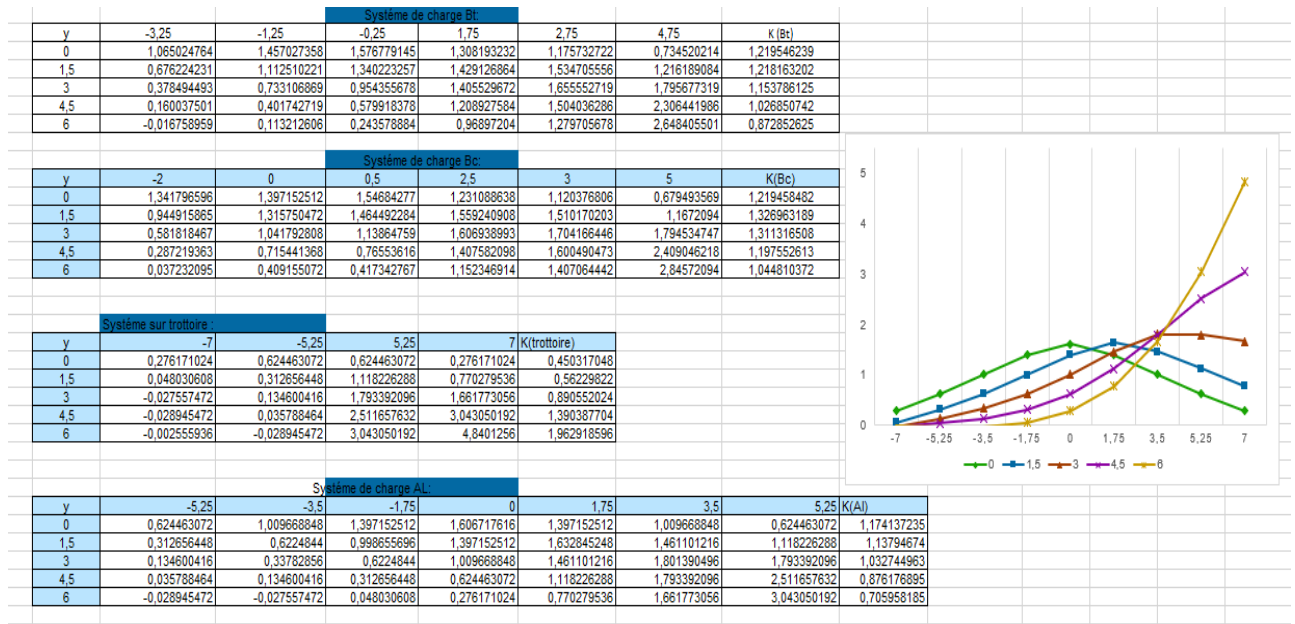 Systéme de charge Bt:
y -3,25 -1,25 -0,25 1,75 2,75 4,75 K (Bt)
0 1,065024764 1,457027358 1,576779145 1,308193232 1,175732722 0,734520214 1,219546239
1,5 0,676224231 1,112510221 1,340223257 1,429126864 1,534705556 1,216189084 1,218163202
3 0,378494493 0,733106869 0,954355678 1,405529672 1,655552719 1,795677319 1,153786125
4,5 0,160037501 0,401742719 0,579918378 1,208927584 1,504036286 2,306441986 1,026850742
6 -0,016758959 0,113212606 0,243578884 0,96897204 1,279705678 2,648405501 0,872852625
Systéme de charge Bc:
y -2 0 0,5 2,5 3 5 K(Bc)
0 1,341796596 1,397152512 1,54684277 1,231088638 1,120376806 0,679493569 1,219458482
1,5 0,944915865 1,315750472 1,464492284 1,559240908 1,510170203 1,1672094 1,326963189
3 0,581818467 1,041792808 1,13864759 1,606938993 1,704166446 1,794534747 1,311316508
4,5 0,287219363 0,715441368 0,76553616 1,407582098 1,600490473 2,409046218 1,197552613
6 0,037232095 0,409155072 0,417342767 1,152346914 1,407064442 2,84572094 1,044810372
Systéme sur trottoire :
y -7 -5,25 5,25 7 K(trottoire)
0 0,276171024 0,624463072 0,624463072 0,276171024 0,450317048
1,5 0,048030608 0,312656448 1,118226288 0,770279536 0,56229822
3 -0,027557472 0,134600416 1,793392096 1,661773056 0,890552024
4,5 -0,028945472 0,035788464 2,511657632 3,043050192 1,390387704
6 -0,002555936 -0,028945472 3,043050192 4,8401256 1,962918596
Systéme de charge AL:
y -5,25 -3,5 -1,75 0 1,75 3,5 5,25 K(Al)
0 0,624463072 1,009668848 1,397152512 1,606717616 1,397152512 1,009668848 0,624463072 1,174137235
1,5 0,312656448 0,6224844 0,998655696 1,397152512 1,632845248 1,461101216 1,118226288 1,13794674
3 0,134600416 0,33782856 0,6224844 1,009668848 1,461101216 1,801390496 1,793392096 1,032744963
4,5 0,035788464 0,134600416 0,312656448 0,624463072 1,118226288 1,793392096 2,511657632 0,876176895
6 -0,028945472 -0,027557472 0,048030608 0,276171024 0,770279536 1,661773056 3,043050192 0,705958185
5
4
3
2
1
0
-7 -5,25 -3,5 -1,75 0 1,75 3,5 5,25 7
0 1,5 3 4,5 6